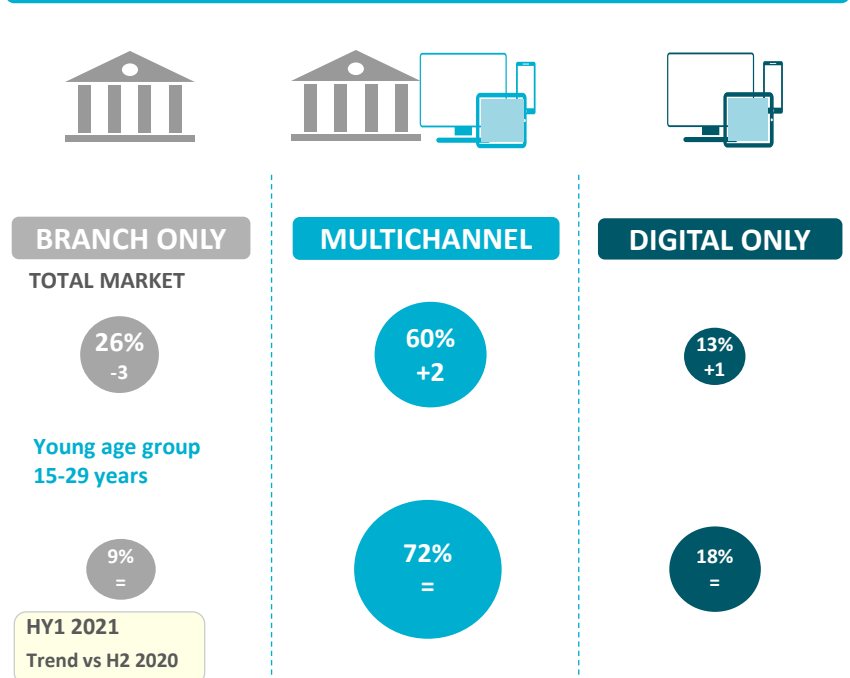 BRANCH ONLY
MULTICHANNEL
DIGITAL ONLY
TOTAL MARKET
26%
-3
60%
+2
13%
+1
Young age group
15-29 years
9%
=
72%
=
18%
=
HY1 2021
Trend vs H2 2020